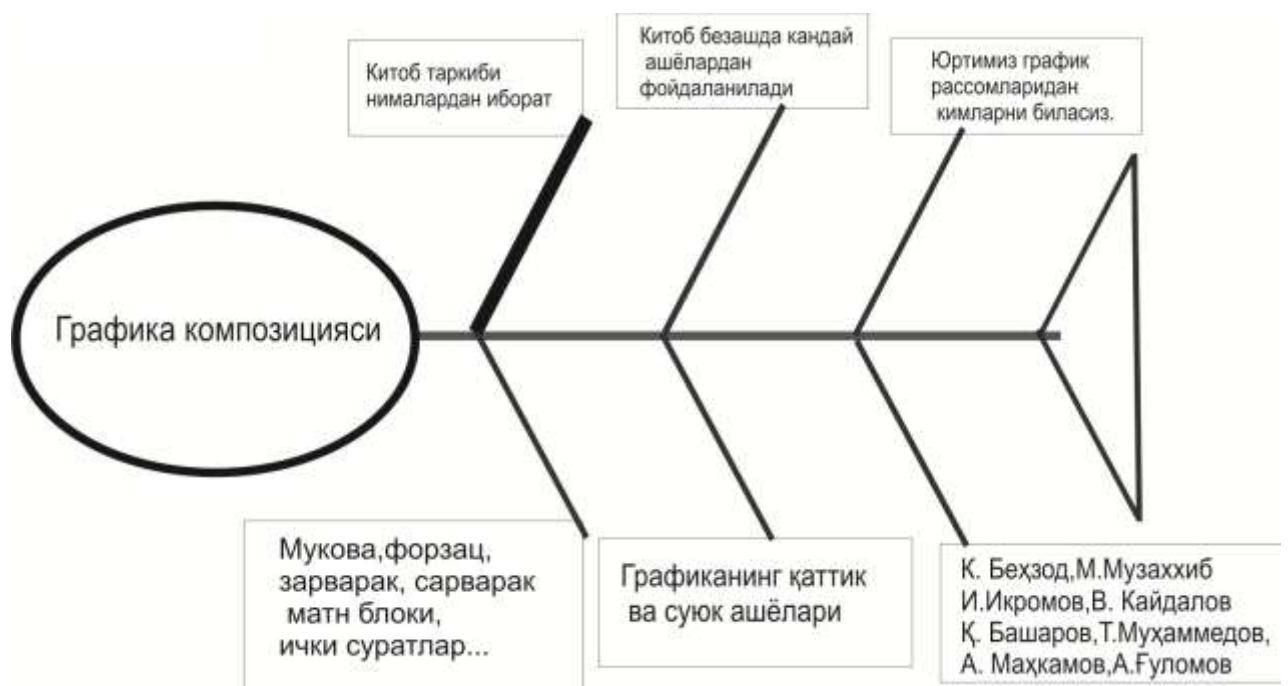 Китоб таркиби
нималардан иборат
Китоб безашда кандай
ашёлардан
фойдаланилади
Юртимиз график
рассомларидан
кимларни биласиз.
Графика композицияси
Мукова,форзац,
зарварак, сарварак
матн блоки,
ички суратлар...
Графиканинг қаттик
ва суюк ашёлари
К. Беҳзод,М.Музаххиб
И.Икромов,В. Кайдалов
Қ. Башаров,Т.Муҳаммедов,
А. Маҳкамов,А.Ғуломов